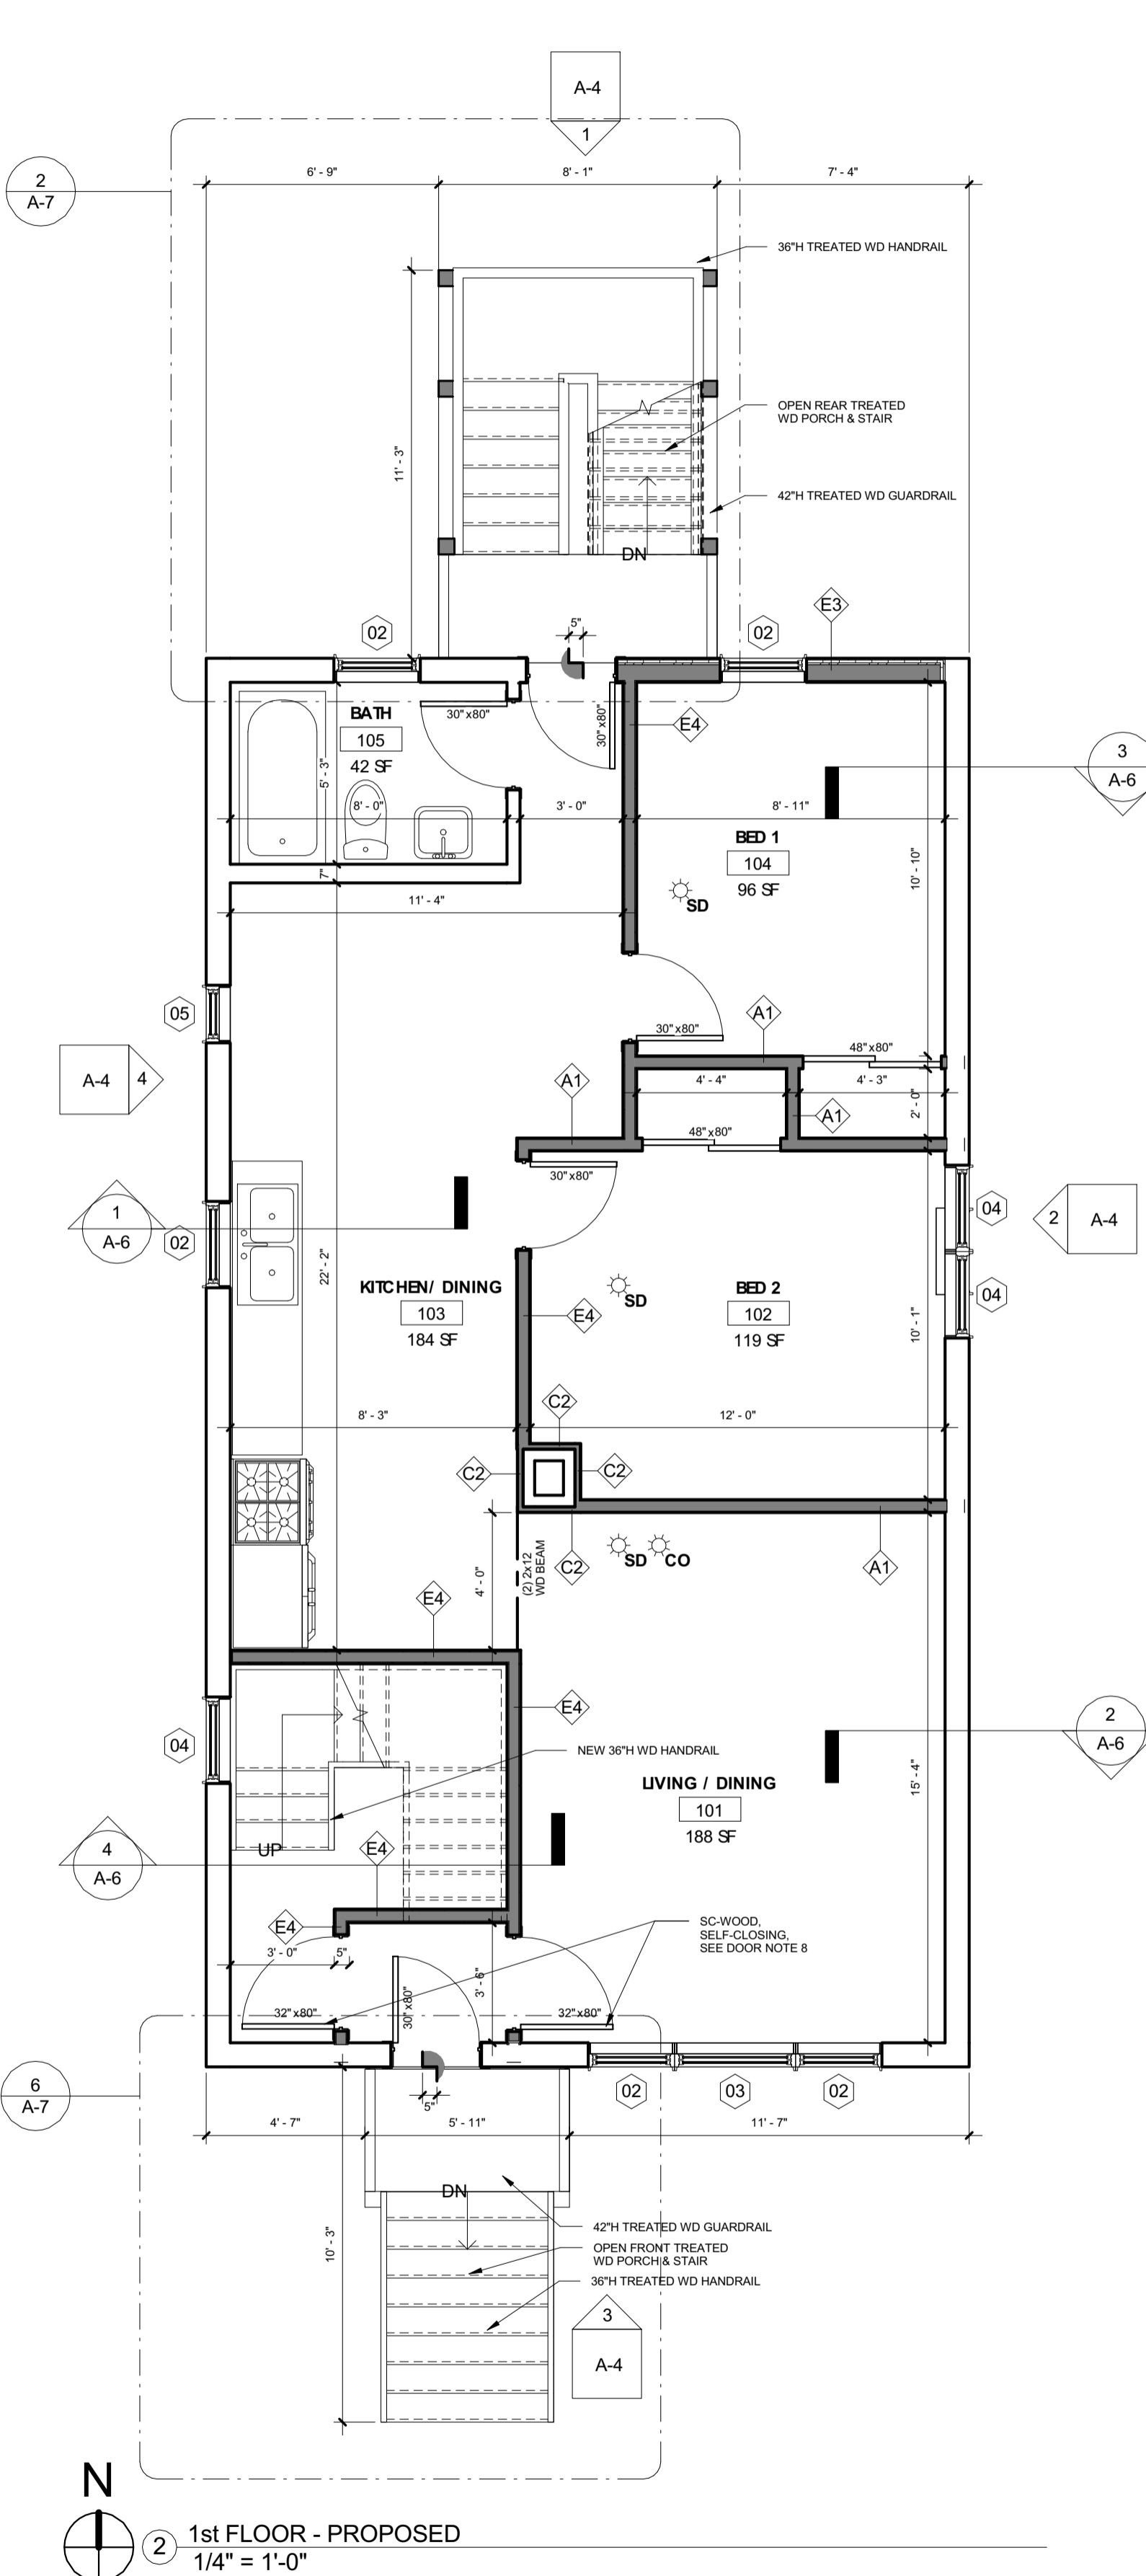 A-4
1
2
A-7
6' - 9"
8' - 1"
7' - 4"
36"H TREATED WD HANDRAIL
OPEN REAR TREATED
WD PORCH & STAIR
11' - 3"
42"H TREATED WD GUARDRAIL
DN
E3
5"
02
02
BATH
105
42 SF
30"x80"
30"x80"
E4
5' - 3"
3
A-6
8' - 0"
3' - 0"
8' - 11"
BED 1
104
96 SF
7"
10' - 10"
11' - 4"
SD
05
A1
30"x80"
48"x80"
A-4
4
A1
4' - 4"
4' - 3"
2' - 0"
A1
48"x80"
30"x80"
1
A-6
02
04
2
A-4
22' - 2"
KITCHEN/ DINING
103
184 SF
SD
BED 2
102
119 SF
04
E4
10' - 1"
C2
8' - 3"
12' - 0"
C2
C2
SD
CO
(2) 2x12
WD BEAM
C2
A1
4' - 0"
E4
E4
2
A-6
04
NEW 36"H WD HANDRAIL
LIVING / DINING
101
188 SF
15' - 4"
UP
E4
4
A-6
E4
SC-WOOD,
SELF-CLOSING,
SEE DOOR NOTE 8
3' - 0"
5"
3' - 6"
32"x80"
30"x80"
32"x80"
6
A-7
5"
02
03
02
4' - 7"
5' - 11"
11' - 7"
DN
42"H TREATED WD GUARDRAIL
OPEN FRONT TREATED
WD PORCH & STAIR
36"H TREATED WD HANDRAIL
10' - 3"
3
A-4
N
2
1st FLOOR - PROPOSED
1/4" = 1'-0"